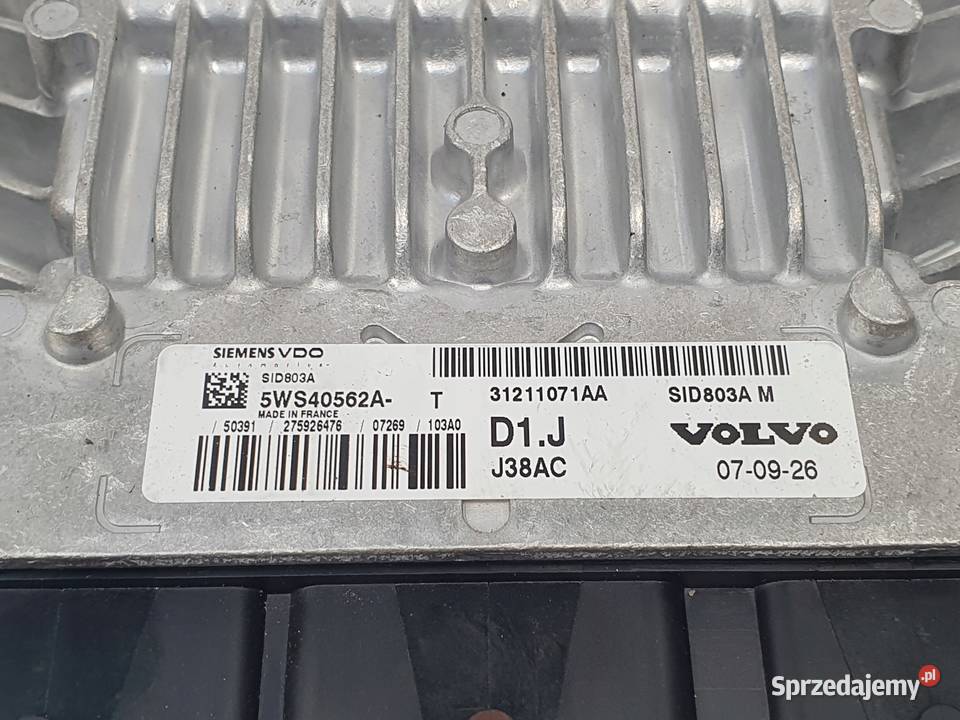 SIEMENS VDO
Automotive
SID803A
5WS40562A- T
MADE IN FRANCE
/ 50391 / 275926476 / 07269 / 103A0
31211071AA SID803A M
D1.J VOLVO
J38AC 07-09-26
Sprzedajemy.pl